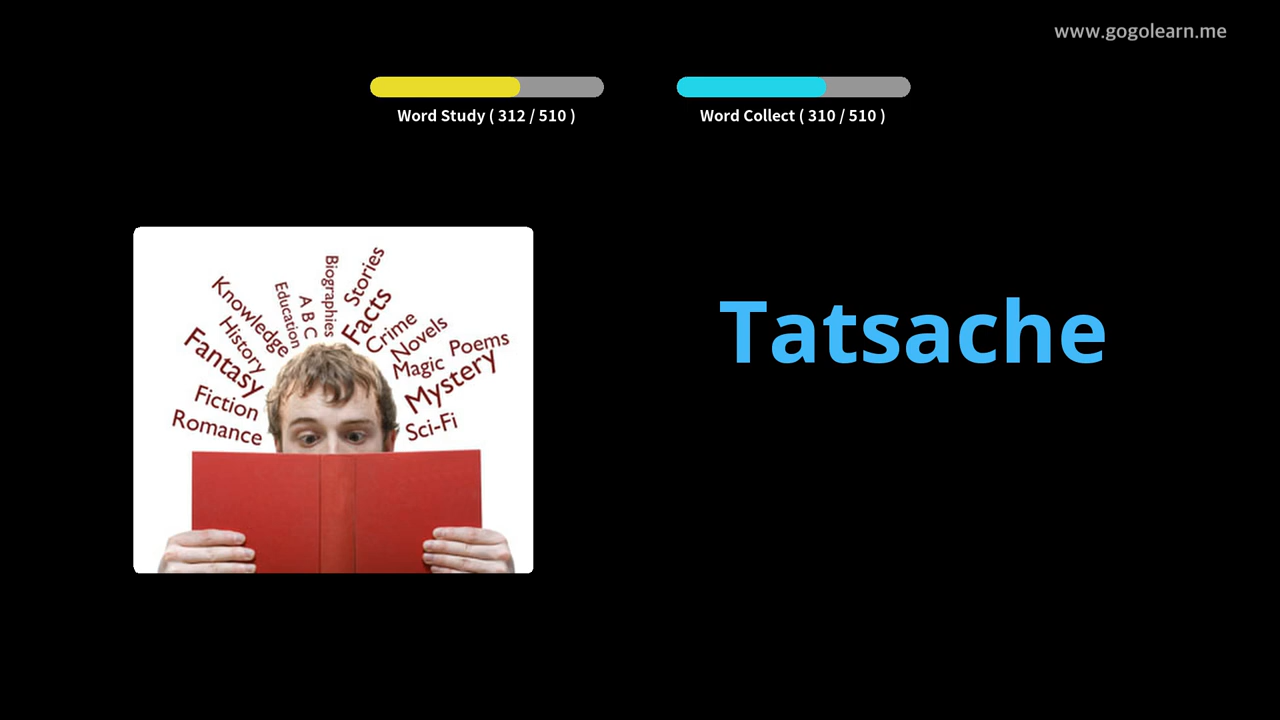 www.gogolearn.me
Word Study ( 312 / 510 )
Word Collect ( 310 / 510 )
Tatsache
Romance
Fiction
Fantasy
History
Knowledge
Education
A B C
Biographies
Stories
Facts
Crime
Novels
Magic
Poems
Mystery
Sci-Fi